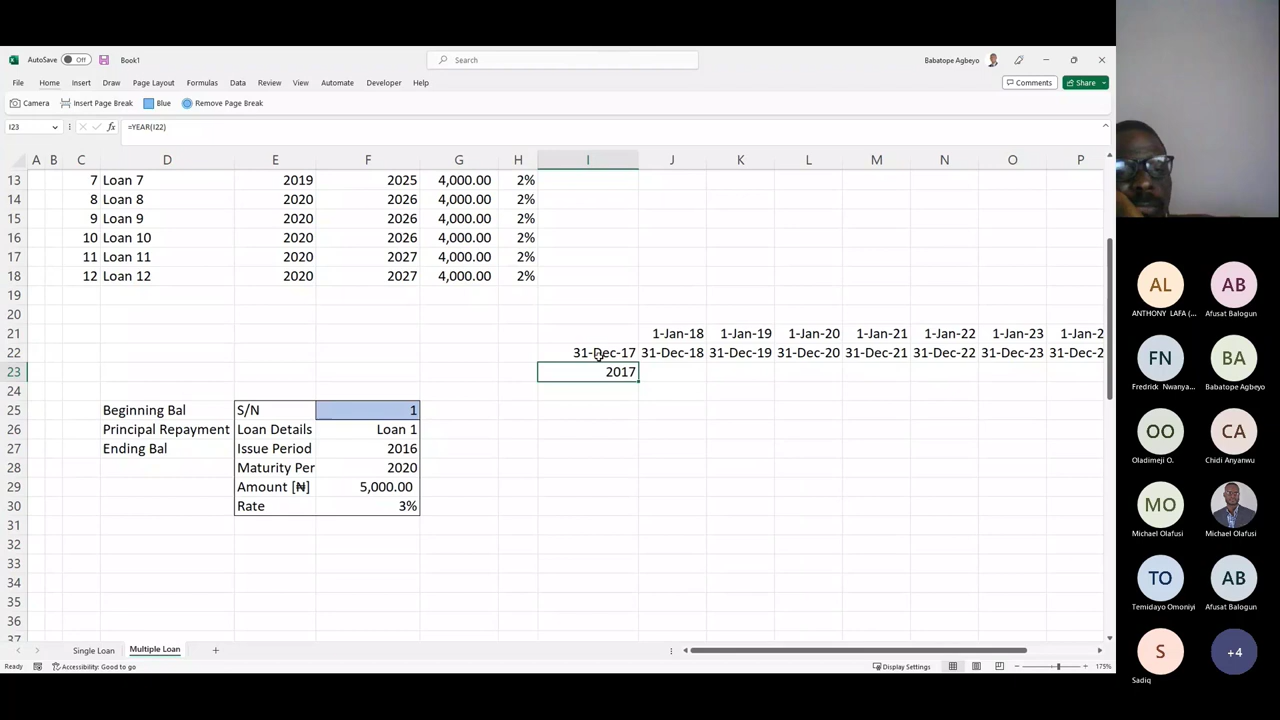 AutoSave Off Book1 Search Babatope Agbeyo
File Home Insert Draw Page Layout Formulas Data Review View Automate Developer Help Comments Share
Camera Insert Page Break Blue Remove Page Break
I23 fx =YEAR(I22)
A B C D E F G H I J K L M N O P
13 7 Loan 7 2019 2025 4,000.00 2%
14 8 Loan 8 2020 2026 4,000.00 2%
15 9 Loan 9 2020 2026 4,000.00 2%
16 10 Loan 10 2020 2026 4,000.00 2%
17 11 Loan 11 2020 2027 4,000.00 2%
18 12 Loan 12 2020 2027 4,000.00 2%
19
20
21 1-Jan-18 1-Jan-19 1-Jan-20 1-Jan-21 1-Jan-22 1-Jan-23 1-Jan-2
22 31-Dec-17 31-Dec-18 31-Dec-19 31-Dec-20 31-Dec-21 31-Dec-22 31-Dec-23 31-Dec-2
23 2017
24
25 Beginning Bal S/N 1
26 Principal Repayment Loan Details Loan 1
27 Ending Bal Issue Period 2016
28 Maturity Per 2020
29 Amount [₦] 5,000.00
30 Rate 3%
31
32
33
34
35
36
37
Single Loan Multiple Loan
Ready Accessibility: Good to go Display Settings 175%
AL AB
ANTHONY LAFA (... Afusat Balogun
FN BA
Fredrick Nwanya... Babatope Agbeyo
OO CA
Oladimeji O. Chidi Anyanwu
MO
Michael Olafusi Michael Olafusi
TO AB
Temidayo Omoniyi Afusat Balogun
S +4
Sadiq